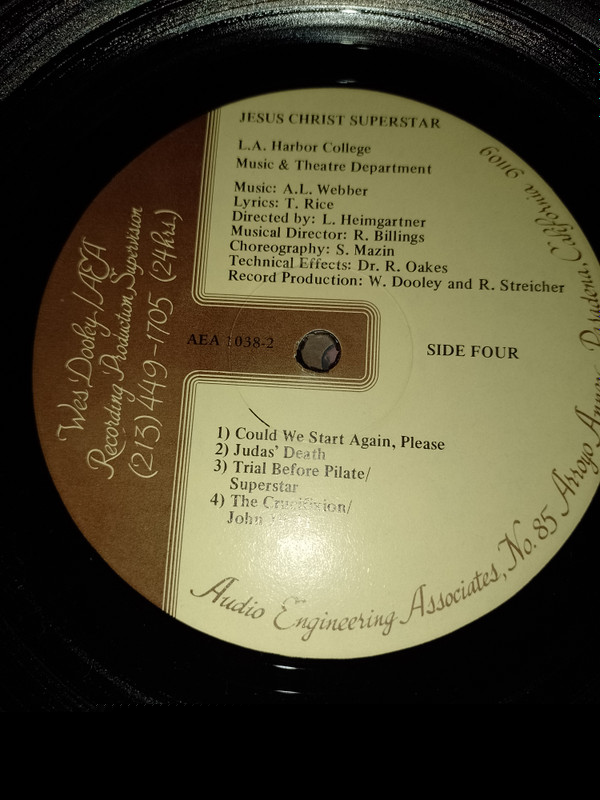 JESUS CHRIST SUPERSTAR
L.A. Harbor College
Music & Theatre Department
Music: A.L. Webber
Lyrics: T. Rice
Directed by: L. Heimgartner
Musical Director: R. Billings
Choreography: S. Mazin
Technical Effects: Dr. R. Oakes
Record Production: W. Dooley and R. Streicher
AEA 1038-2
SIDE FOUR
1) Could We Start Again, Please
2) Judas' Death
3) Trial Before Pilate/
Superstar
4) The Crucifixion/
John
Wes Dooley/AEA
Recording Production Supervision
(213) 449-1705 (24hrs)
Audio Engineering Associates, No. 85 Arroyo Pasadena, California 91109